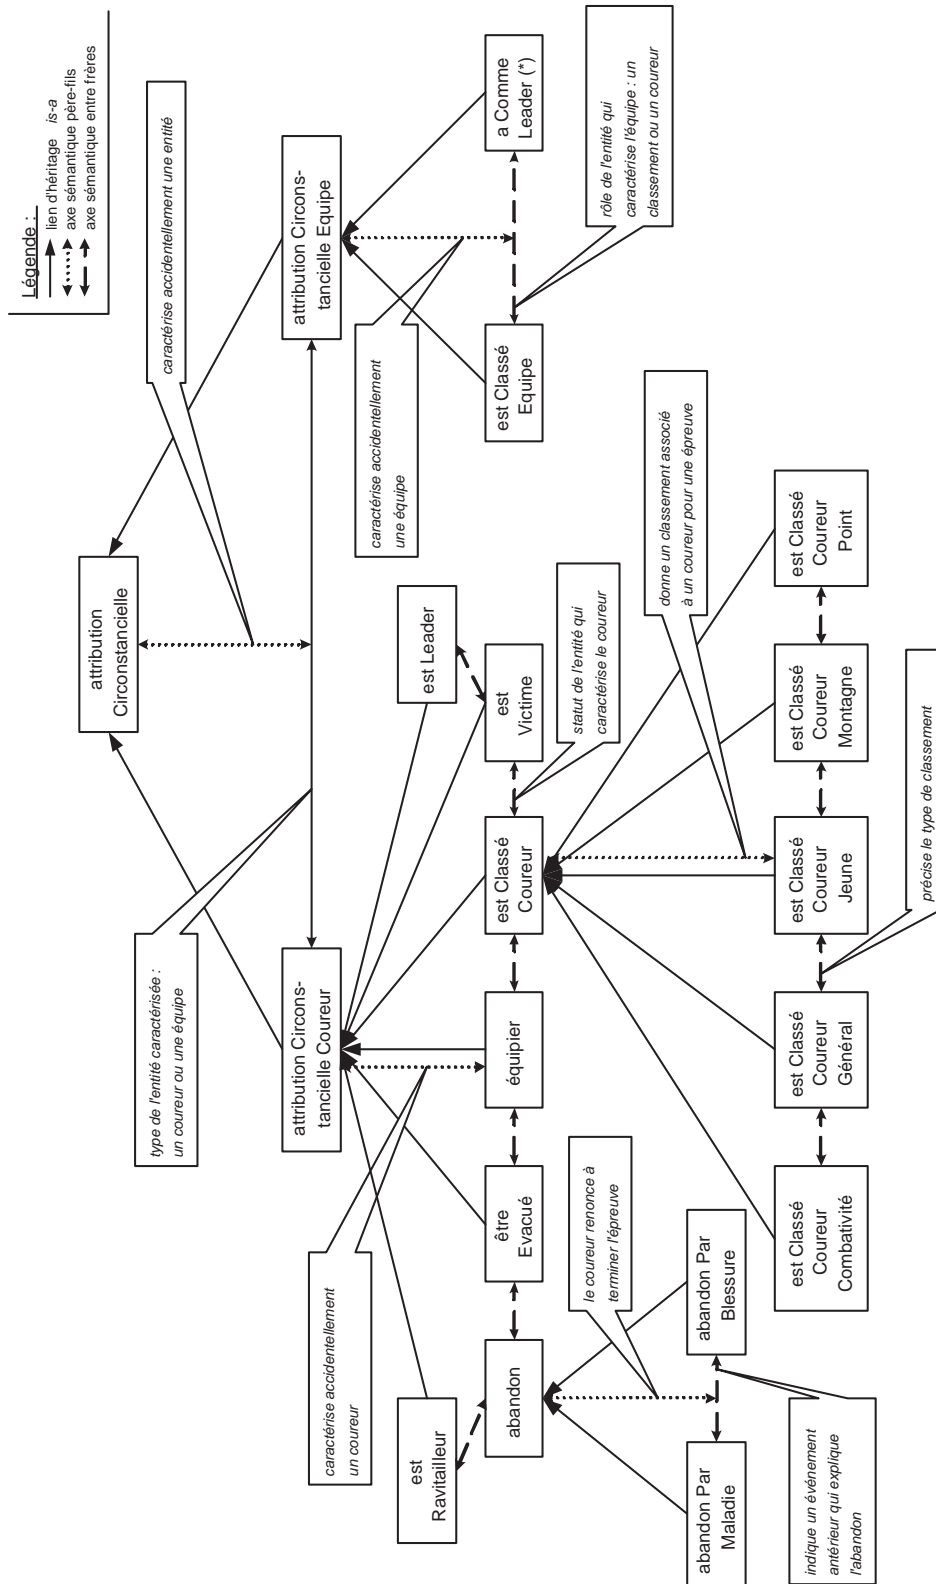 Légende :
lien d'héritage is-a
axe sémantique père-fils
axe sémantique entre frères
caractérise accidentellement une entité
attribution
Circonstancielle
type de l'entité caractérisée :
un coureur ou une équipe
attribution Circons-
tancielle Coureur
attribution Circons-
tancielle Equipe
caractérise accidentellement
un coureur
caractérise accidentellement
une équipe
est
Ravitailleur
est Leader
abandon
être
Evacué
équipier
est Classé
Coureur
est
Victime
est Classé
Equipe
a Comme
Leader (*)
le coureur renonce à
terminer l'épreuve
statut de l'entité qui
caractérise le coureur
rôle de l'entité qui
caractérise l'équipe : un
classement ou un coureur
donne un classement associé
à un coureur pour une épreuve
abandon Par
Maladie
abandon Par
Blessure
est Classé
Coureur
Combativité
est Classé
Coureur
Général
est Classé
Coureur
Jeune
est Classé
Coureur
Montagne
est Classé
Coureur
Point
indique un événement
antérieur qui explique
l'abandon
précise le type de classement